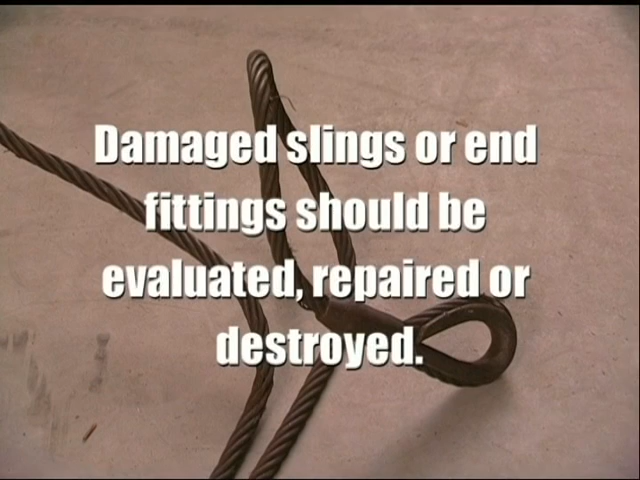 Damaged slings or end
fittings should be
evaluated, repaired or
destroyed.